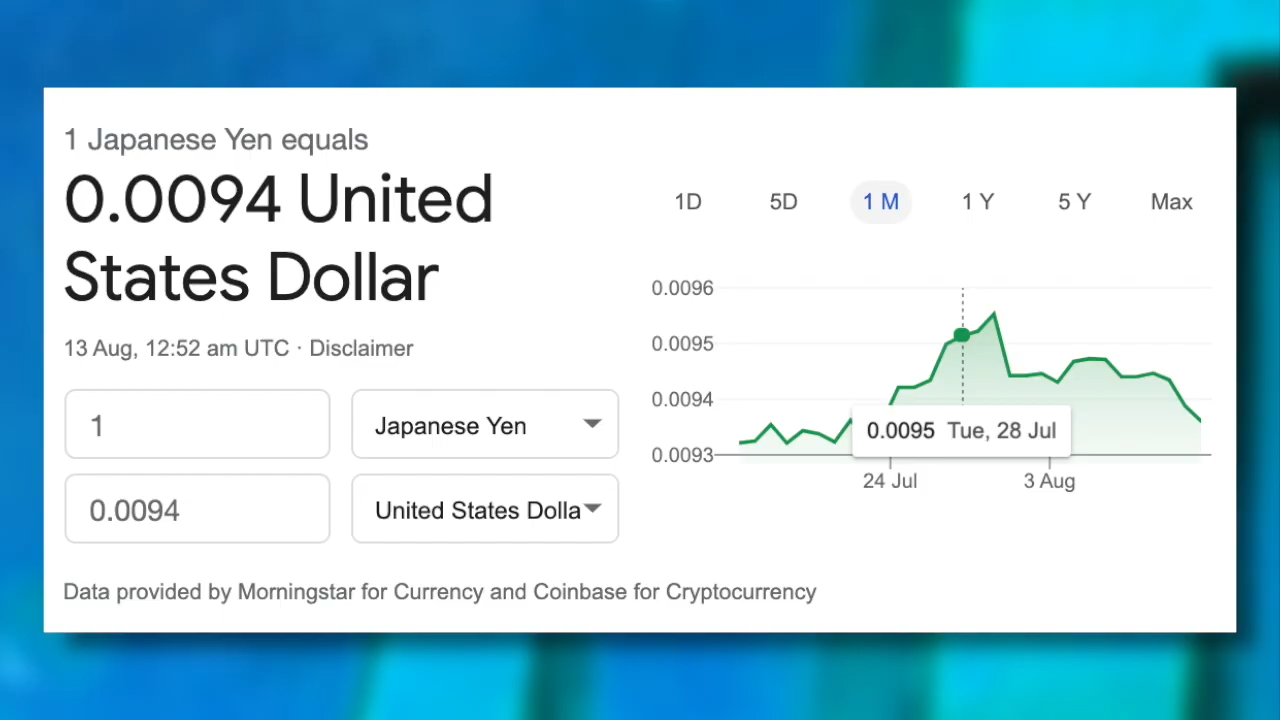 1 Japanese Yen equals
0.0094 United
States Dollar
13 Aug, 12:52 am UTC · Disclaimer
1
Japanese Yen
0.0094
United States Dolla
1D 5D 1 M 1 Y 5 Y Max
0.0096
0.0095
0.0094
0.0093
0.0095 Tue, 28 Jul
24 Jul 3 Aug
Data provided by Morningstar for Currency and Coinbase for Cryptocurrency